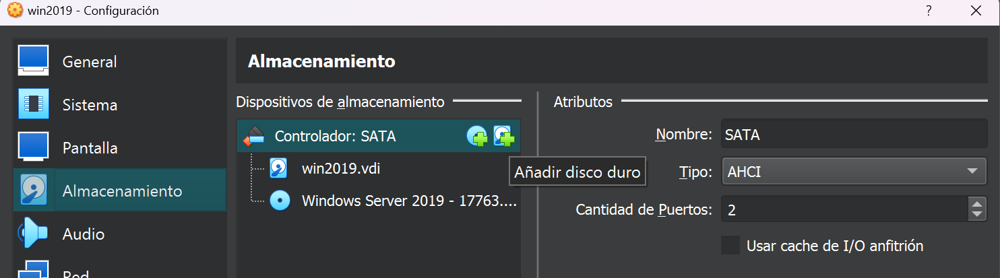 win2019 - Configuración
?
General
Sistema
Pantalla
Almacenamiento
Audio
Red
Almacenamiento
Dispositivos de almacenamiento
Controlador: SATA
win2019.vdi
Windows Server 2019 - 17763....
Añadir disco duro
Atributos
Nombre: SATA
Tipo: AHCI
Cantidad de Puertos: 2
Usar cache de I/O anfitrión